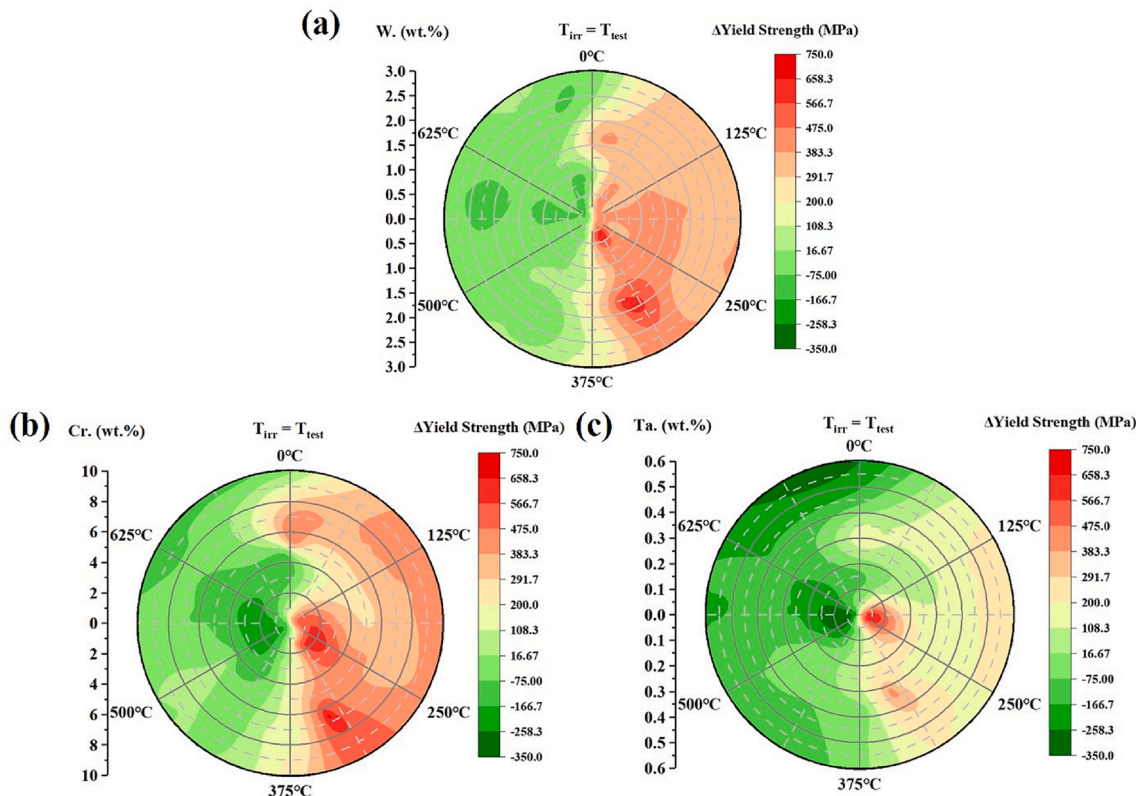 (a)
W. (wt.%)
T_irr = T_test
ΔYield Strength (MPa)
0°C
125°C
250°C
375°C
500°C
625°C
3.0
2.5
2.0
1.5
1.0
0.5
0.0
0.5
1.0
1.5
2.0
2.5
3.0
750.0
658.3
566.7
475.0
383.3
291.7
200.0
108.3
16.67
-75.00
-166.7
-258.3
-350.0
(b)
Cr. (wt.%)
T_irr = T_test
ΔYield Strength (MPa)
0°C
125°C
250°C
375°C
500°C
625°C
10
8
6
4
2
0
2
4
6
8
10
750.0
658.3
566.7
475.0
383.3
291.7
200.0
108.3
16.67
-75.00
-166.7
-258.3
-350.0
(c)
Ta. (wt.%)
T_irr = T_test
ΔYield Strength (MPa)
0°C
125°C
250°C
375°C
500°C
625°C
0.6
0.5
0.4
0.3
0.2
0.1
0.0
0.1
0.2
0.3
0.4
0.5
0.6
750.0
658.3
566.7
475.0
383.3
291.7
200.0
108.3
16.67
-75.00
-166.7
-258.3
-350.0